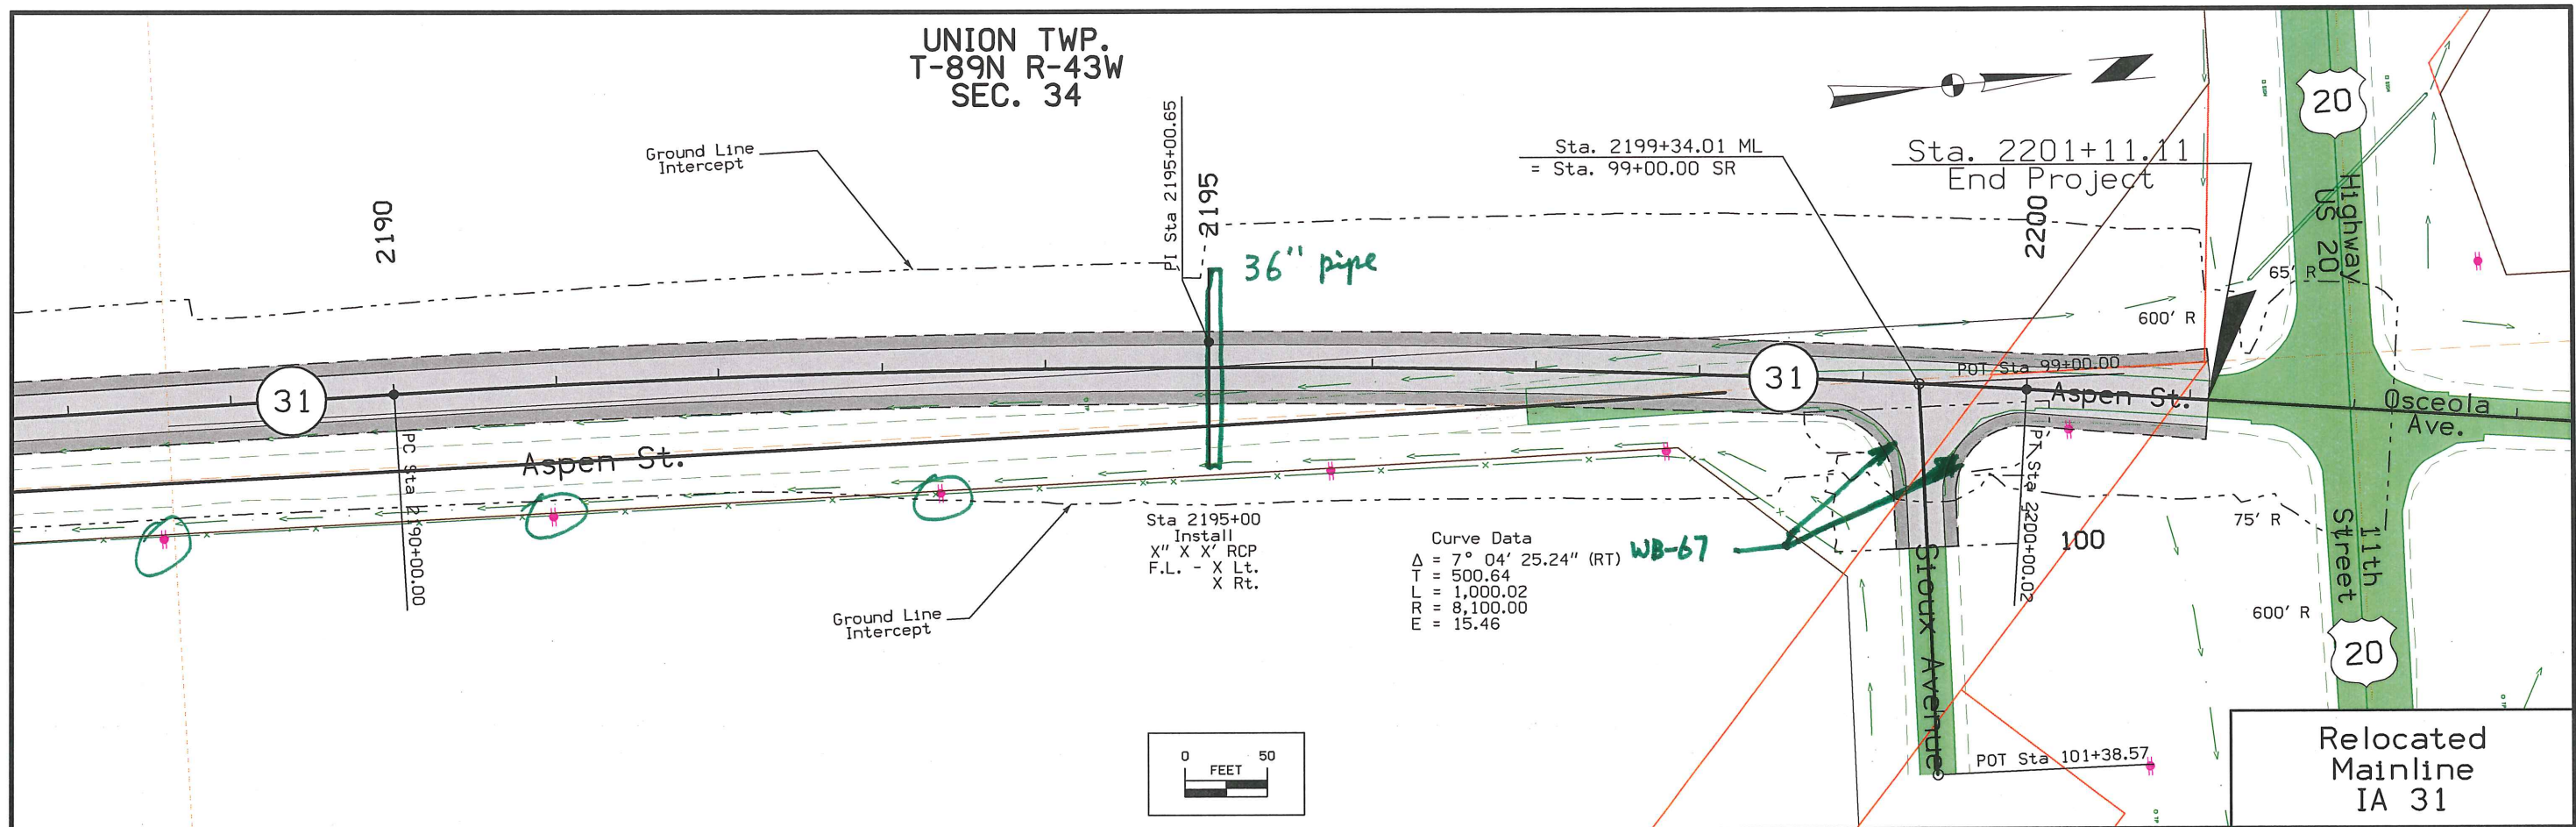 UNION TWP.
T-89N R-43W
SEC. 34
Ground Line
Intercept
2190
PI Sta 2195+00.65
2195
36" pipe
Sta. 2199+34.01 ML
= Sta. 99+00.00 SR
Sta. 2201+11.11
End Project
2200
20
Highway
US 20
65' R
600' R
31
31
POT Sta 99+00.00
Aspen St.
Osceola
Ave.
Aspen St.
PC Sta 2190+00.00
PT Sta 2200+00.02
Sta 2195+00
Install
X" X X' RCP
F.L. - X Lt.
X Rt.
Curve Data
Δ = 7° 04' 25.24" (RT)
T = 500.64
L = 1,000.02
R = 8,100.00
E = 15.46
WB-67
100
75' R
11th
Street
600' R
Ground Line
Intercept
Sioux Avenue
20
POT Sta 101+38.57
0 50
FEET
Relocated
Mainline
IA 31